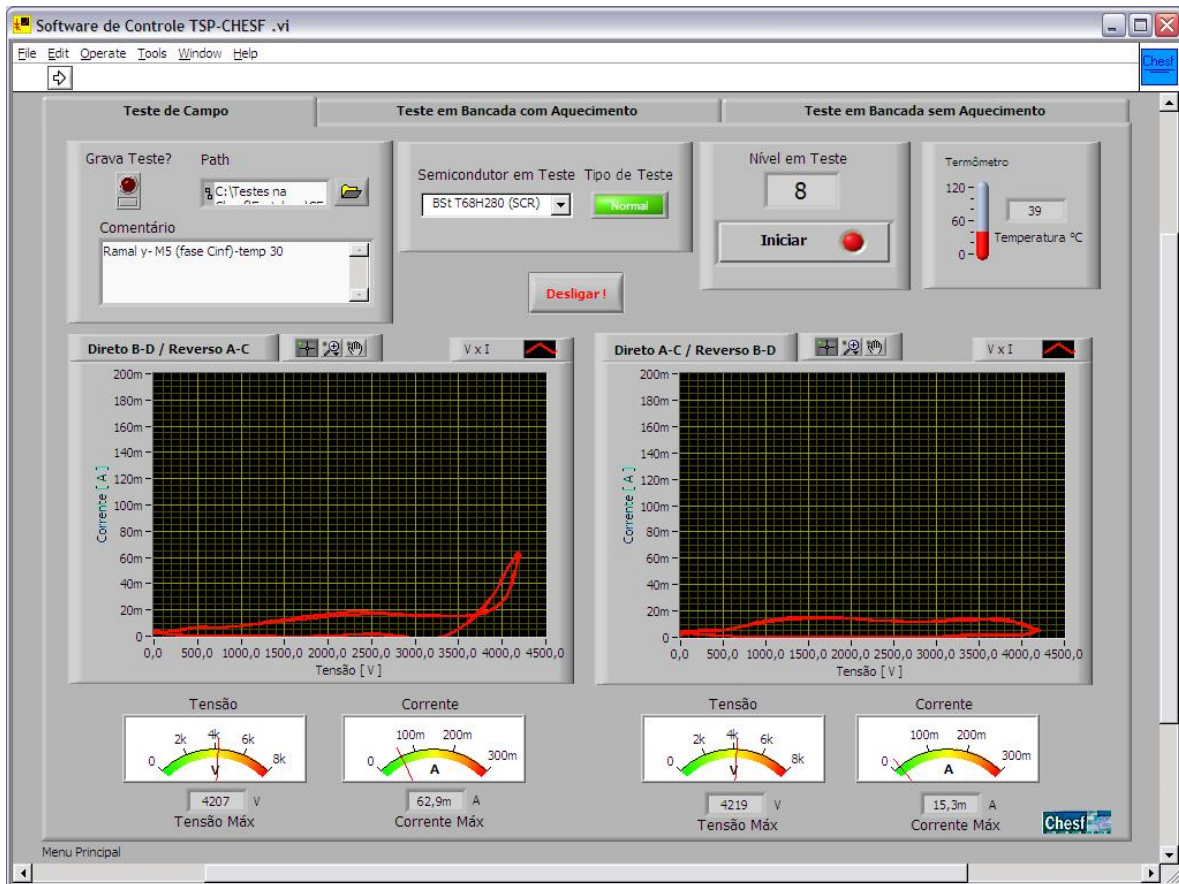 Software de Controle TSP-CHESF .vi
File Edit Operate Tools Window Help
Chesf
Teste de Campo
Teste em Bancada com Aquecimento
Teste em Bancada sem Aquecimento
Grava Teste?
Path
C:\Testes na
Comentário
Ramal y- M5 (fase Cinf)-temp 30
Semicondutor em Teste
Tipo de Teste
BSt T68H280 (SCR)
Normal
Desligar!
Nível em Teste
8
Iniciar
Termômetro
120
60
0
39
Temperatura ºC
Direto B-D / Reverso A-C
V x I
200m
180m
160m
140m
120m
100m
80m
60m
40m
20m
0
Corrente [ A ]
0,0 500,0 1000,0 1500,0 2000,0 2500,0 3000,0 3500,0 4000,0 4500,0
Tensão [ V ]
Direto A-C / Reverso B-D
V x I
200m
180m
160m
140m
120m
100m
80m
60m
40m
20m
0
Corrente [ A ]
0,0 500,0 1000,0 1500,0 2000,0 2500,0 3000,0 3500,0 4000,0 4500,0
Tensão [ V ]
Tensão
0 2k 4k 6k 8k
V
4207 V
Tensão Máx
Corrente
0 100m 200m 300m
A
62,9m A
Corrente Máx
Tensão
0 2k 4k 6k 8k
V
4219 V
Tensão Máx
Corrente
0 100m 200m 300m
A
15,3m A
Corrente Máx
Chesf
Menu Principal